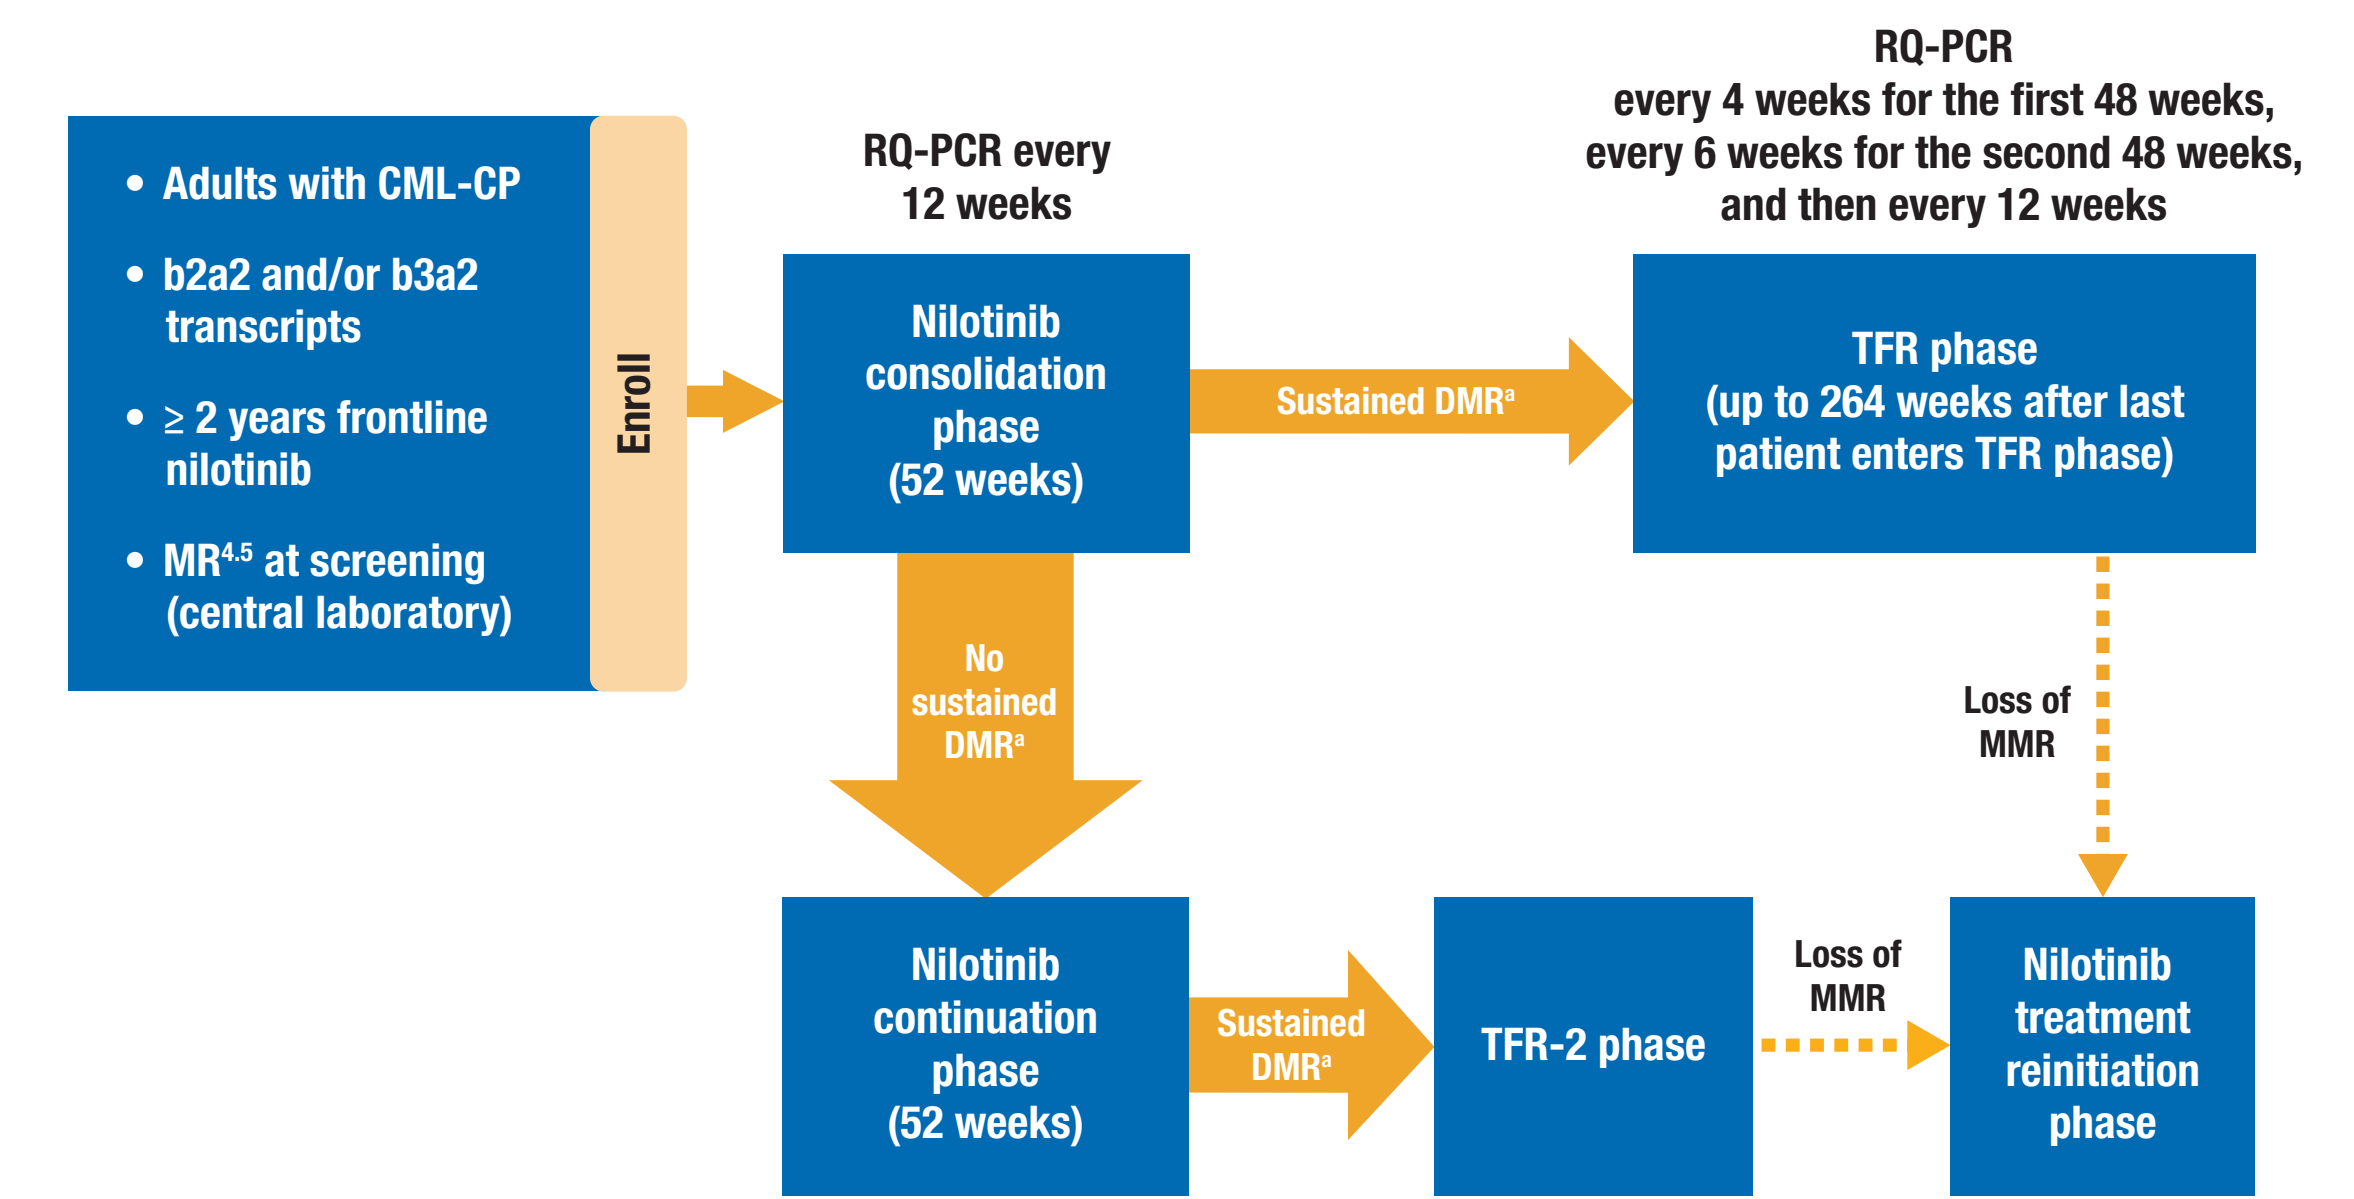 • Adults with CML-CP
• b2a2 and/or b3a2
transcripts
• ≥ 2 years frontline
nilotinib
• MR4.5 at screening
(central laboratory)
Enroll
RQ-PCR every
12 weeks
Nilotinib
consolidation
phase
(52 weeks)
Sustained DMRa
RQ-PCR
every 4 weeks for the first 48 weeks,
every 6 weeks for the second 48 weeks,
and then every 12 weeks
TFR phase
(up to 264 weeks after last
patient enters TFR phase)
No
sustained
DMRa
Loss of
MMR
Nilotinib
continuation
phase
(52 weeks)
Sustained
DMRa
TFR-2 phase
Loss of
MMR
Nilotinib
treatment
reinitiation
phase